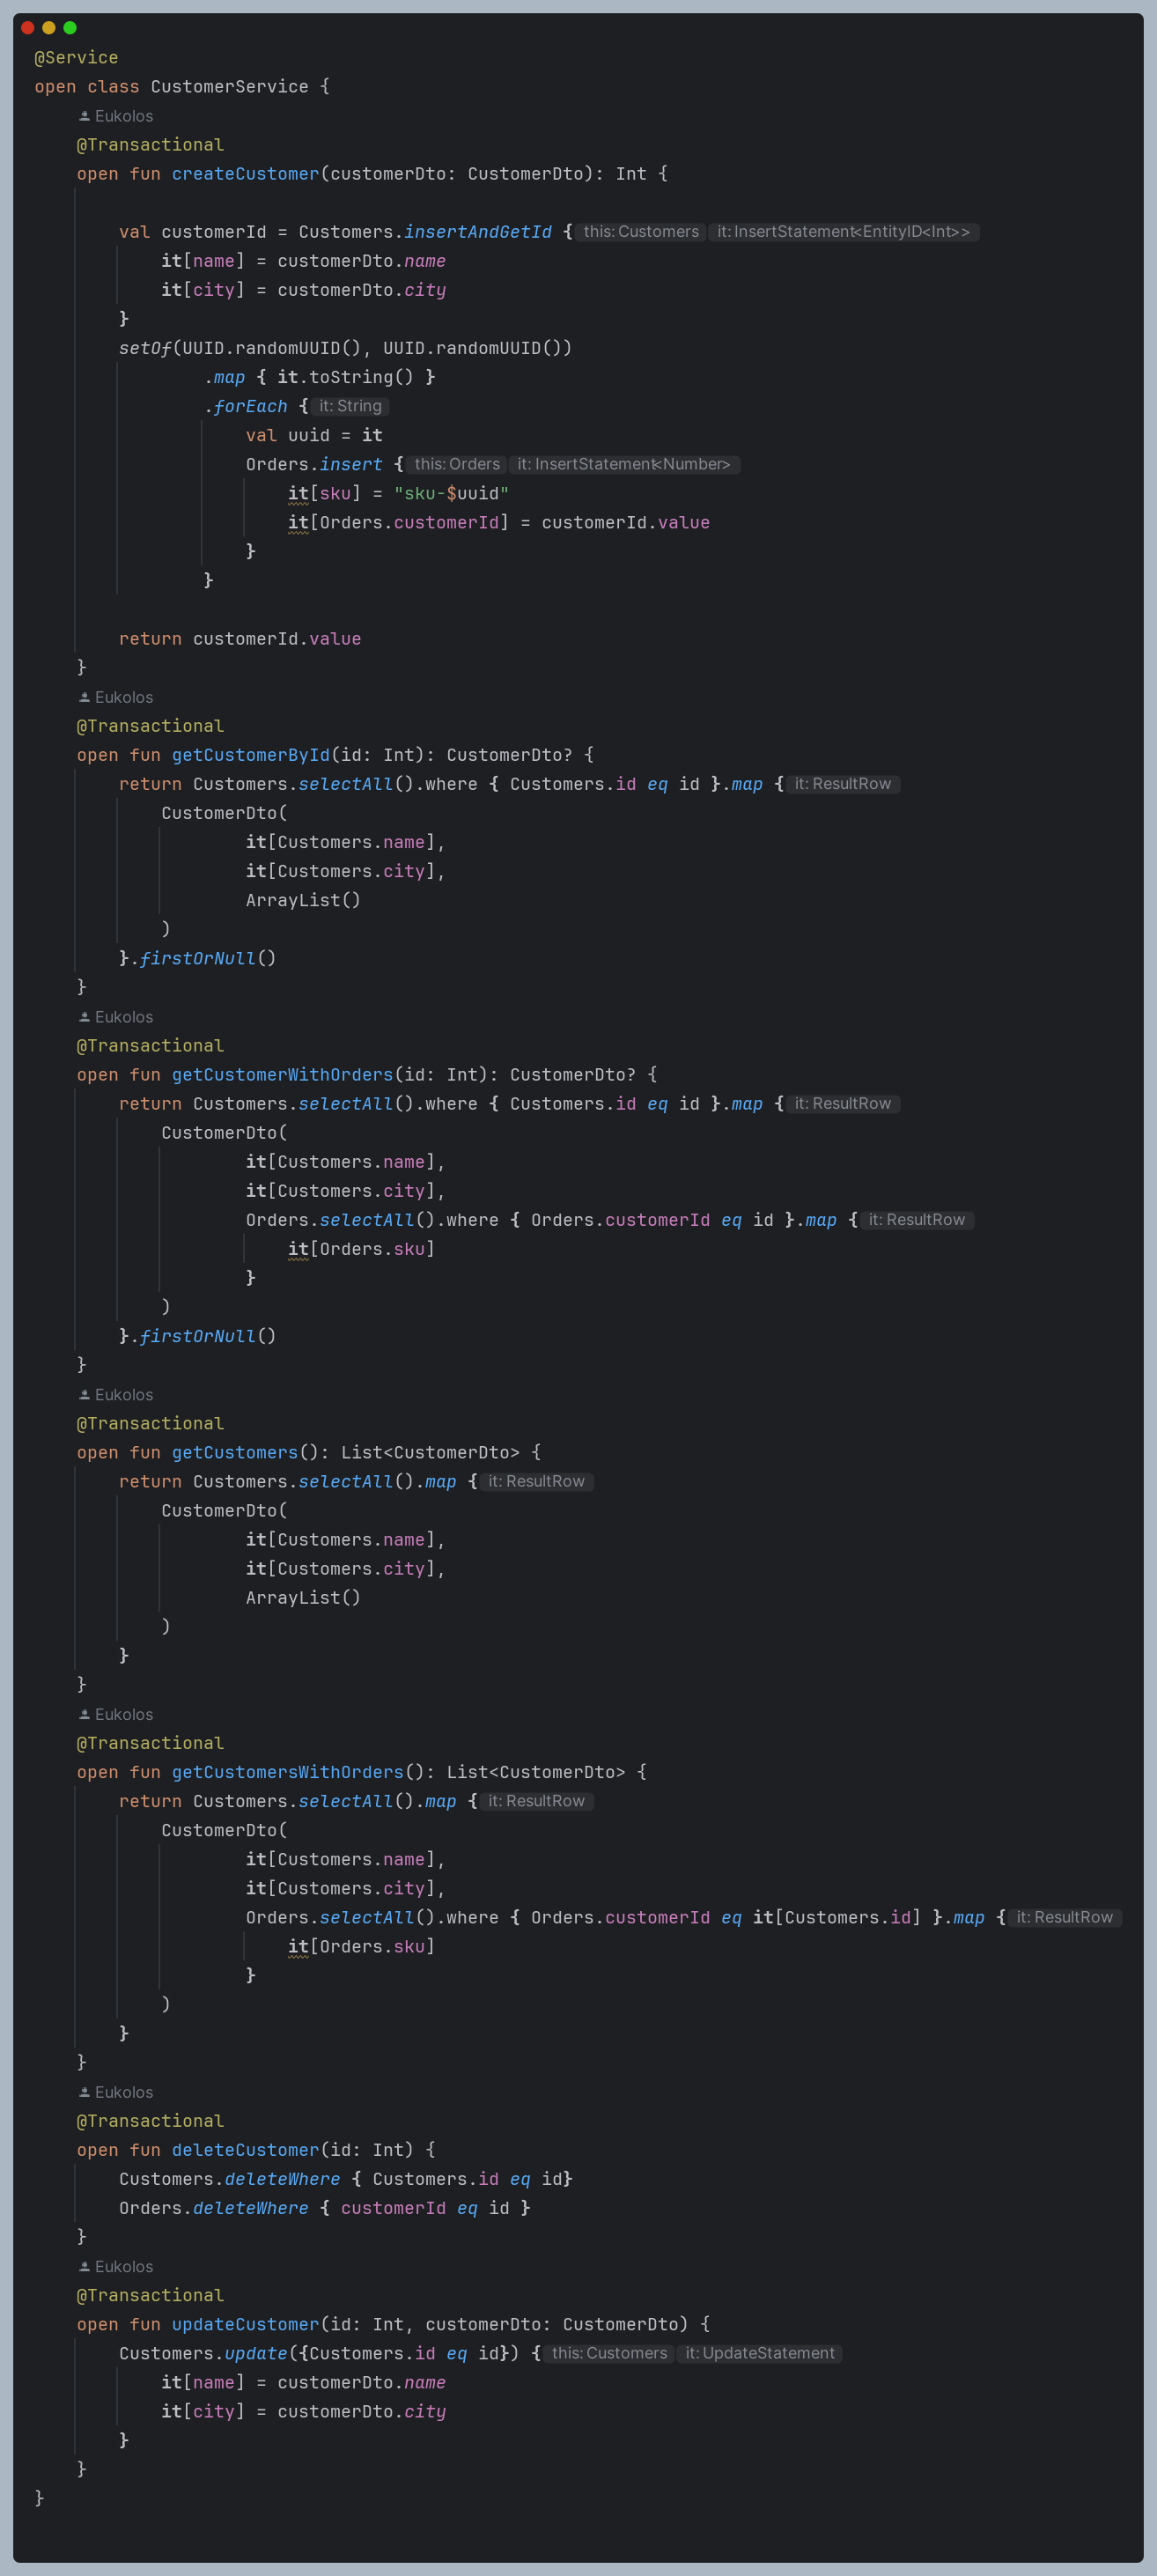 @Service
open class CustomerService {
    Eukolos
    @Transactional
    open fun createCustomer(customerDto: CustomerDto): Int {

        val customerId = Customers.insertAndGetId { this: Customers it: InsertStatement<EntityID<Int>>
            it[name] = customerDto.name
            it[city] = customerDto.city
        }
        setOf(UUID.randomUUID(), UUID.randomUUID())
                .map { it.toString() }
                .forEach { it: String
                    val uuid = it
                    Orders.insert { this: Orders it: InsertStatement<Number>
                        it[sku] = "sku-$uuid"
                        it[Orders.customerId] = customerId.value
                    }
                }

        return customerId.value
    }
    Eukolos
    @Transactional
    open fun getCustomerById(id: Int): CustomerDto? {
        return Customers.selectAll().where { Customers.id eq id }.map { it: ResultRow
            CustomerDto(
                    it[Customers.name],
                    it[Customers.city],
                    ArrayList()
            )
        }.firstOrNull()
    }
    Eukolos
    @Transactional
    open fun getCustomerWithOrders(id: Int): CustomerDto? {
        return Customers.selectAll().where { Customers.id eq id }.map { it: ResultRow
            CustomerDto(
                    it[Customers.name],
                    it[Customers.city],
                    Orders.selectAll().where { Orders.customerId eq id }.map { it: ResultRow
                        it[Orders.sku]
                    }
            )
        }.firstOrNull()
    }
    Eukolos
    @Transactional
    open fun getCustomers(): List<CustomerDto> {
        return Customers.selectAll().map { it: ResultRow
            CustomerDto(
                    it[Customers.name],
                    it[Customers.city],
                    ArrayList()
            )
        }
    }
    Eukolos
    @Transactional
    open fun getCustomersWithOrders(): List<CustomerDto> {
        return Customers.selectAll().map { it: ResultRow
            CustomerDto(
                    it[Customers.name],
                    it[Customers.city],
                    Orders.selectAll().where { Orders.customerId eq it[Customers.id] }.map { it: ResultRow
                        it[Orders.sku]
                    }
            )
        }
    }
    Eukolos
    @Transactional
    open fun deleteCustomer(id: Int) {
        Customers.deleteWhere { Customers.id eq id}
        Orders.deleteWhere { customerId eq id }
    }
    Eukolos
    @Transactional
    open fun updateCustomer(id: Int, customerDto: CustomerDto) {
        Customers.update({Customers.id eq id}) { this: Customers it: UpdateStatement
            it[name] = customerDto.name
            it[city] = customerDto.city
        }
    }
}